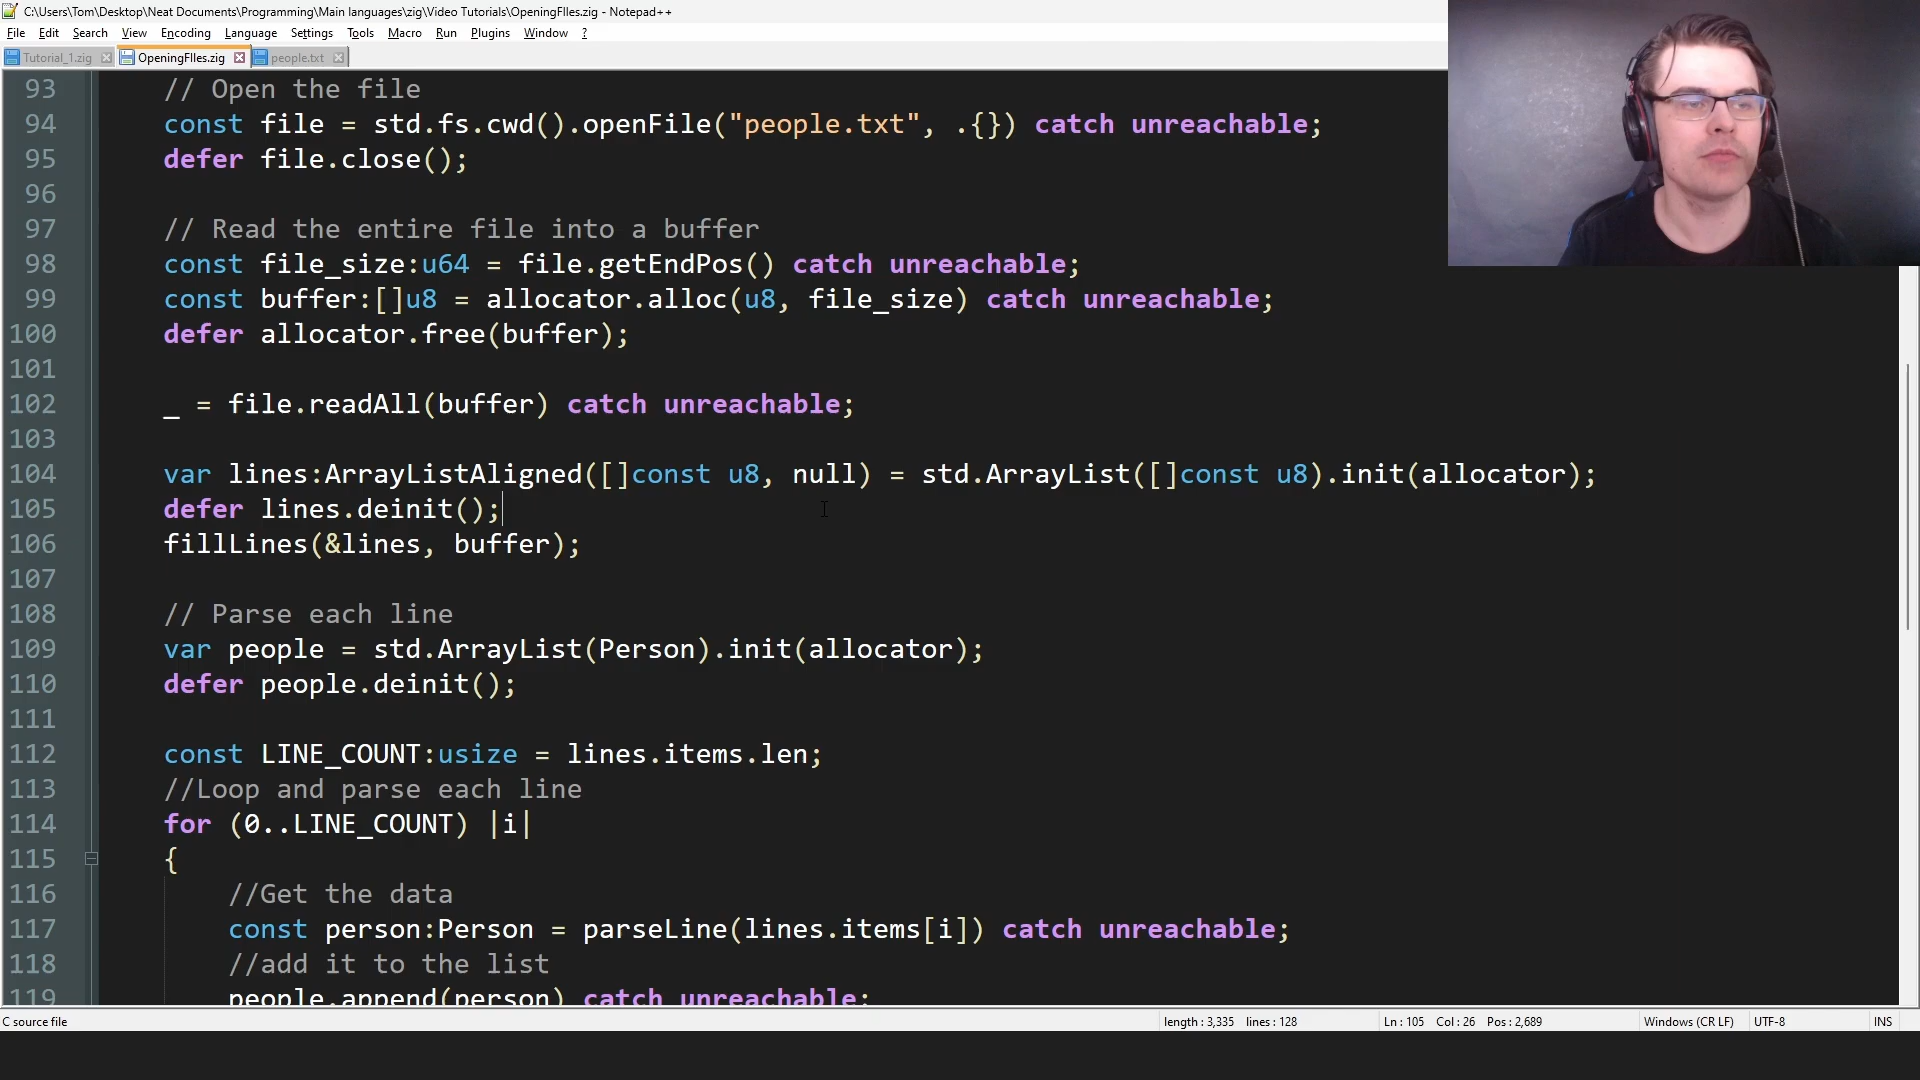 C:\Users\Tom\Desktop\Neat Documents\Programming\Main languages\zig\Video Tutorials\OpeningFIles.zig - Notepad++
File Edit Search View Encoding Language Settings Tools Macro Run Plugins Window ?
Tutorial_1.zig OpeningFIles.zig people.txt
93 // Open the file
94 const file = std.fs.cwd().openFile("people.txt", .{}) catch unreachable;
95 defer file.close();
96
97 // Read the entire file into a buffer
98 const file_size:u64 = file.getEndPos() catch unreachable;
99 const buffer:[]u8 = allocator.alloc(u8, file_size) catch unreachable;
100 defer allocator.free(buffer);
101
102 _ = file.readAll(buffer) catch unreachable;
103
104 var lines:ArrayListAligned([]const u8, null) = std.ArrayList([]const u8).init(allocator);
105 defer lines.deinit();
106 fillLines(&lines, buffer);
107
108 // Parse each line
109 var people = std.ArrayList(Person).init(allocator);
110 defer people.deinit();
111
112 const LINE_COUNT:usize = lines.items.len;
113 //Loop and parse each line
114 for (0..LINE_COUNT) |i|
115 {
116 //Get the data
117 const person:Person = parseLine(lines.items[i]) catch unreachable;
118 //add it to the list
119 people.append(person) catch unreachable;
C source file length : 3,335 lines : 128 Ln : 105 Col : 26 Pos : 2,689 Windows (CR LF) UTF-8 INS